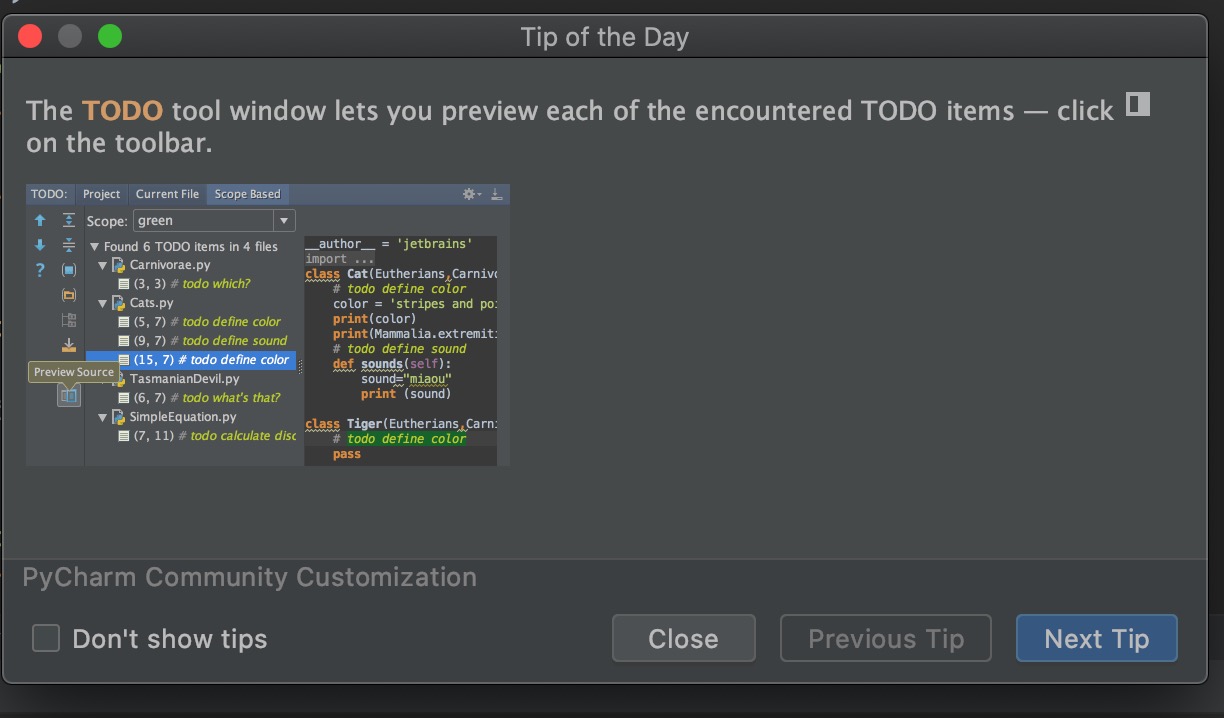 Tip of the Day
The TODO tool window lets you preview each of the encountered TODO items — click
on the toolbar.
TODO: Project Current File Scope Based
Scope: green
Found 6 TODO items in 4 files
Carnivorae.py
(3, 3) # todo which?
Cats.py
(5, 7) # todo define color
(9, 7) # todo define sound
(15, 7) # todo define color
Preview Source
TasmanianDevil.py
(6, 7) # todo what's that?
SimpleEquation.py
(7, 11) # todo calculate disc
__author__ = 'jetbrains'
import ...
class Cat(Eutherians,Carnivo
# todo define color
color = 'stripes and poi
print(color)
print(Mammalia.extremiti
# todo define sound
def sounds(self):
sound="miaou"
print (sound)
class Tiger(Eutherians,Carni
# todo define color
pass
PyCharm Community Customization
Don't show tips
Close
Previous Tip
Next Tip